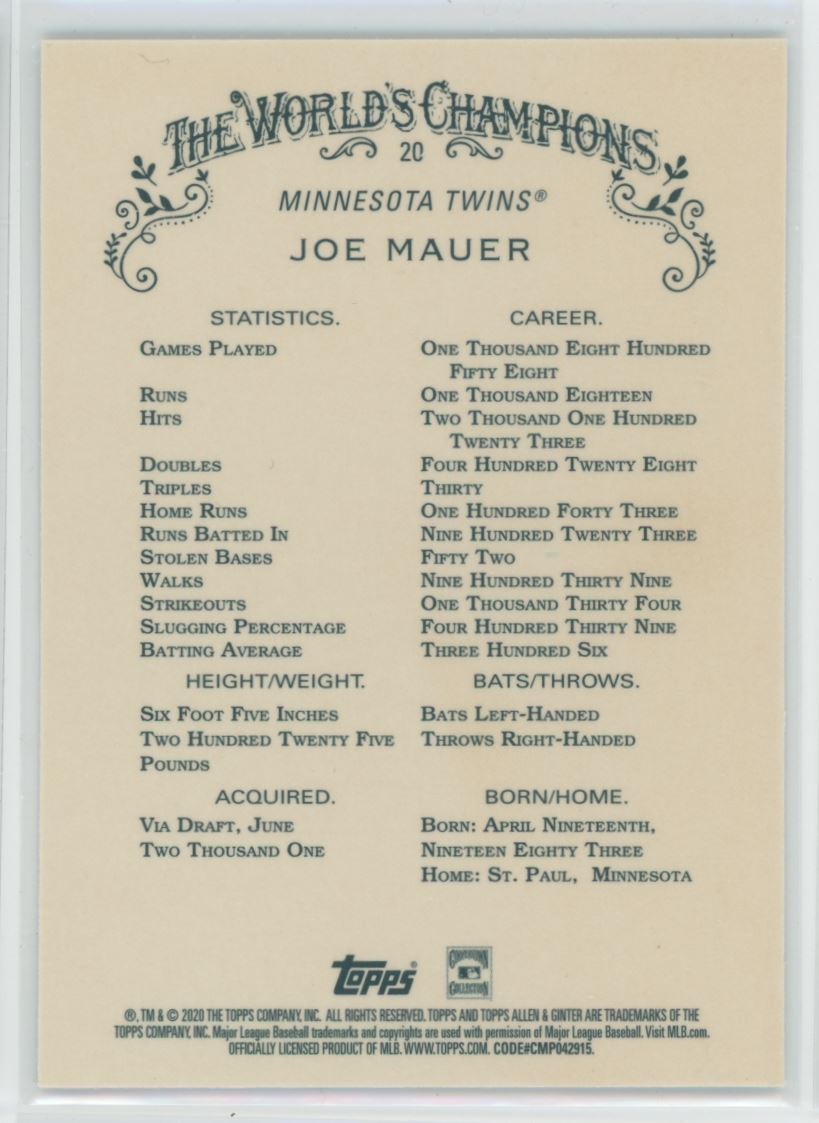 THE WORLD'S CHAMPIONS
20
MINNESOTA TWINS®
JOE MAUER
STATISTICS. CAREER.
GAMES PLAYED ONE THOUSAND EIGHT HUNDRED
FIFTY EIGHT
RUNS ONE THOUSAND EIGHTEEN
HITS TWO THOUSAND ONE HUNDRED
TWENTY THREE
DOUBLES FOUR HUNDRED TWENTY EIGHT
TRIPLES THIRTY
HOME RUNS ONE HUNDRED FORTY THREE
RUNS BATTED IN NINE HUNDRED TWENTY THREE
STOLEN BASES FIFTY TWO
WALKS NINE HUNDRED THIRTY NINE
STRIKEOUTS ONE THOUSAND THIRTY FOUR
SLUGGING PERCENTAGE FOUR HUNDRED THIRTY NINE
BATTING AVERAGE THREE HUNDRED SIX
HEIGHT/WEIGHT. BATS/THROWS.
SIX FOOT FIVE INCHES BATS LEFT-HANDED
TWO HUNDRED TWENTY FIVE THROWS RIGHT-HANDED
POUNDS
ACQUIRED. BORN/HOME.
VIA DRAFT, JUNE BORN: APRIL NINETEENTH,
TWO THOUSAND ONE NINETEEN EIGHTY THREE
HOME: ST. PAUL, MINNESOTA
topps®
COOPERSTOWN
COLLECTION
®, TM & © 2020 THE TOPPS COMPANY, INC. ALL RIGHTS RESERVED. TOPPS AND TOPPS ALLEN & GINTER ARE TRADEMARKS OF THE
TOPPS COMPANY, INC. Major League Baseball trademarks and copyrights are used with permission of Major League Baseball. Visit MLB.com.
OFFICIALLY LICENSED PRODUCT OF MLB. WWW.TOPPS.COM. CODE#CMP042915.